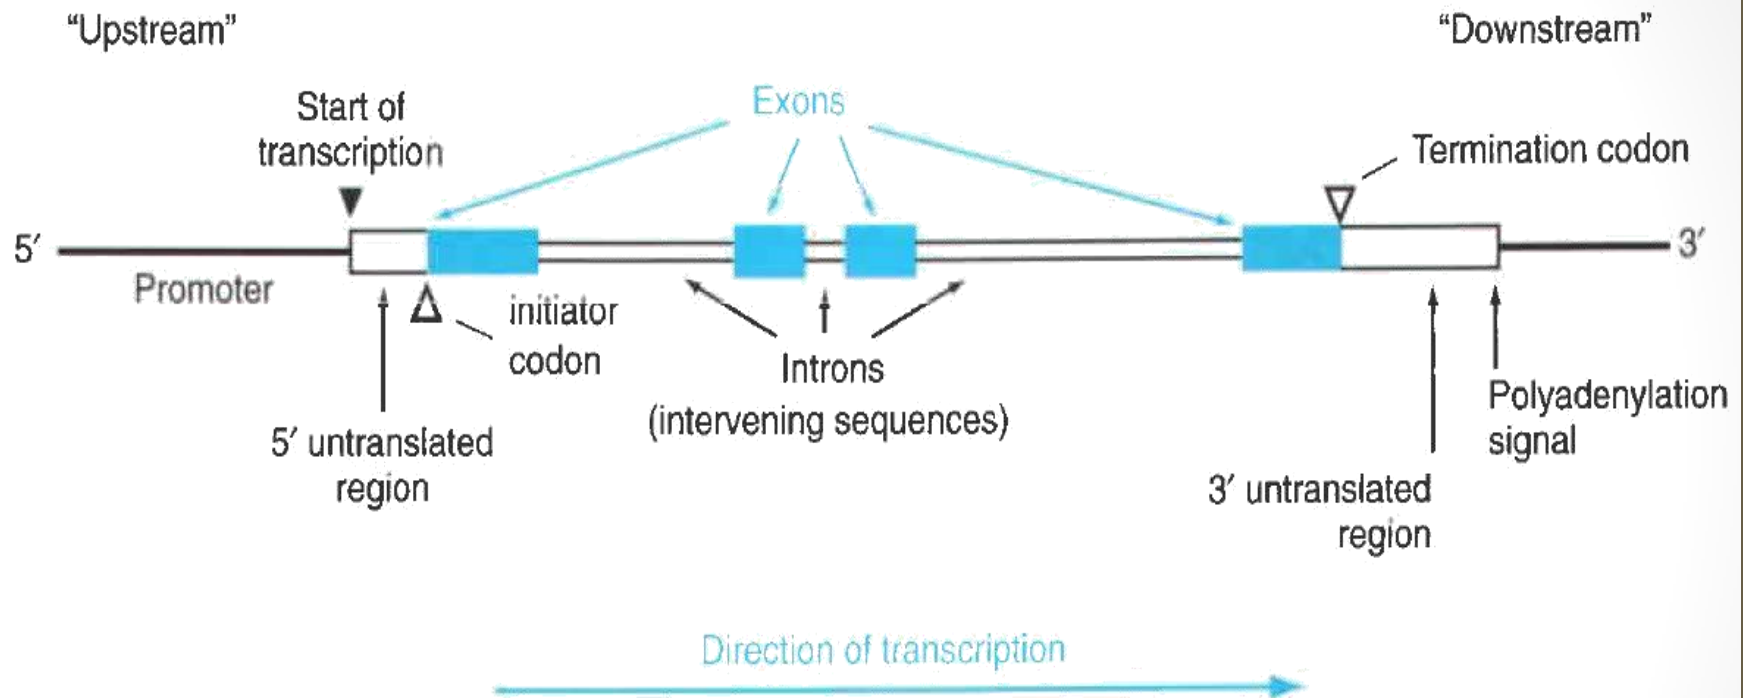 “Upstream”
“Downstream”
Start of
transcription
Exons
Termination codon
5′
3′
Promoter
initiator
codon
Introns
(intervening sequences)
5′ untranslated
region
Polyadenylation
signal
3′ untranslated
region
Direction of transcription